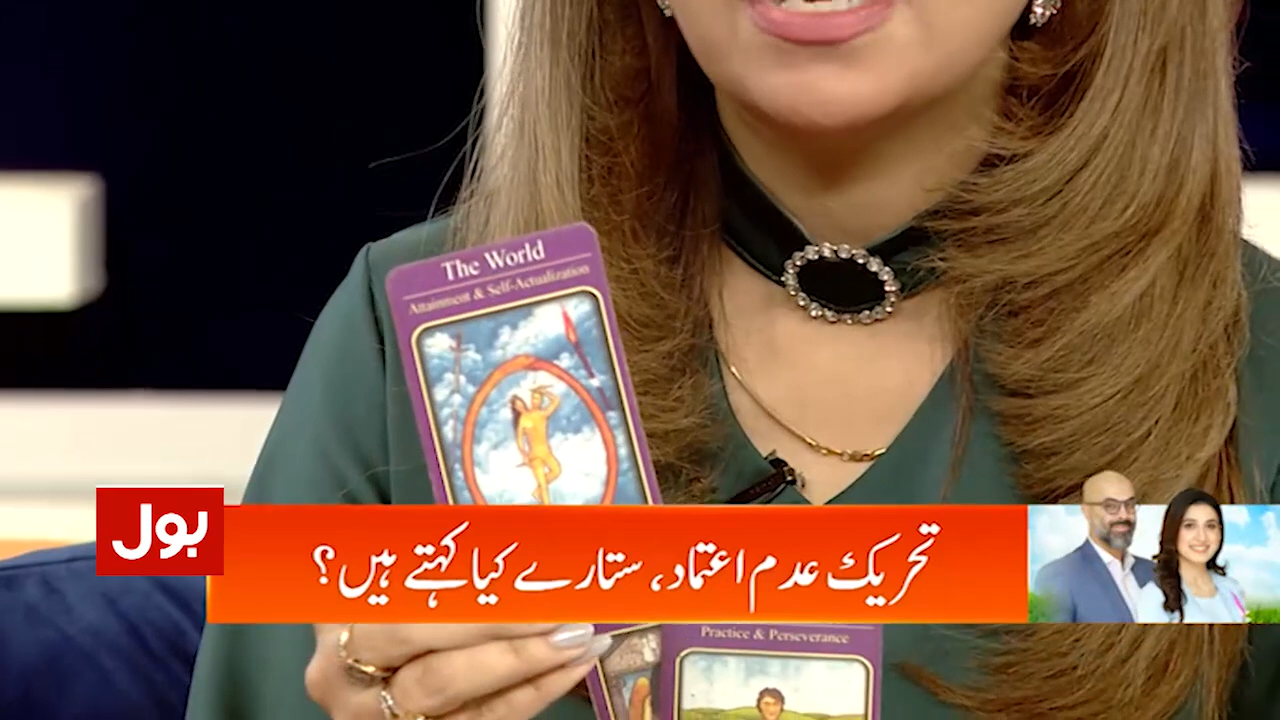 The World
Attainment & Self-Actualization
بول
تحریک عدم اعتماد، ستارے کیا کہتے ہیں؟
Practice & Perseverance